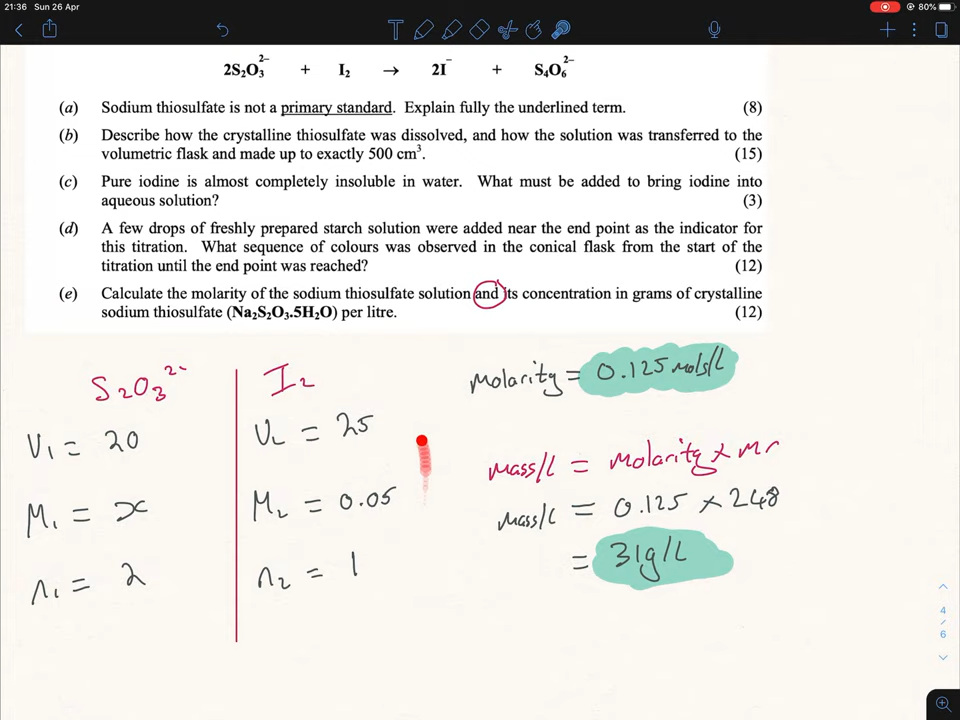 21:36 Sun 26 Apr
80%
2S₂O₃²⁻ + I₂ → 2I⁻ + S₄O₆²⁻
(a) Sodium thiosulfate is not a primary standard. Explain fully the underlined term. (8)
(b) Describe how the crystalline thiosulfate was dissolved, and how the solution was transferred to the
volumetric flask and made up to exactly 500 cm³. (15)
(c) Pure iodine is almost completely insoluble in water. What must be added to bring iodine into
aqueous solution? (3)
(d) A few drops of freshly prepared starch solution were added near the end point as the indicator for
this titration. What sequence of colours was observed in the conical flask from the start of the
titration until the end point was reached? (12)
(e) Calculate the molarity of the sodium thiosulfate solution and its concentration in grams of crystalline
sodium thiosulfate (Na₂S₂O₃.5H₂O) per litre. (12)
S₂O₃²⁻
V₁ = 20
M₁ = x
n₁ = 2
I₂
V₂ = 25
M₂ = 0.05
n₂ = 1
molarity = 0.125 mols/L
mass/L = molarity × Mr
mass/L = 0.125 × 248
= 31g/L
4
/
6